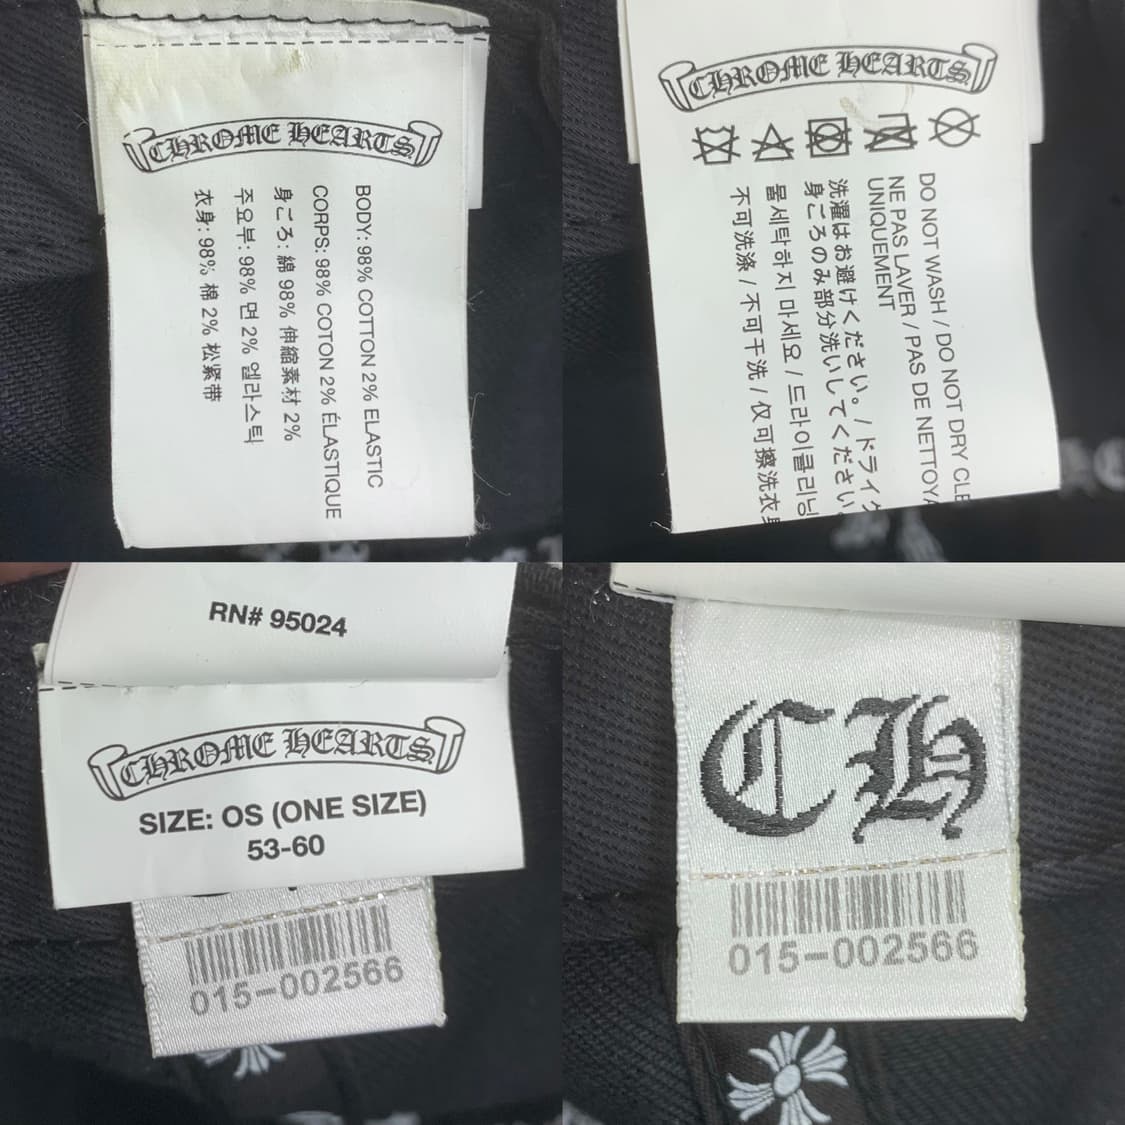 CHROME HEARTS
BODY: 98% COTTON 2% ELASTIC
CORPS: 98% COTON 2% ÉLASTIQUE
身ごろ: 綿 98% 伸縮素材 2%
주요부: 98% 면 2% 엘라스틱
衣身: 98% 棉 2% 松紧带
CHROME HEARTS
DO NOT WASH / DO NOT DRY CLE
NE PAS LAVER / PAS DE NETTOYA
UNIQUEMENT
洗濯はお避けください。/ ドライク
身ごろのみ部分洗いしてください。
물세탁하지 마세요 / 드라이클리닝
不可洗涤 / 不可干洗 / 仅可擦洗衣身
RN# 95024
CHROME HEARTS
SIZE: OS (ONE SIZE)
53-60
015-002566
CH
015-002566